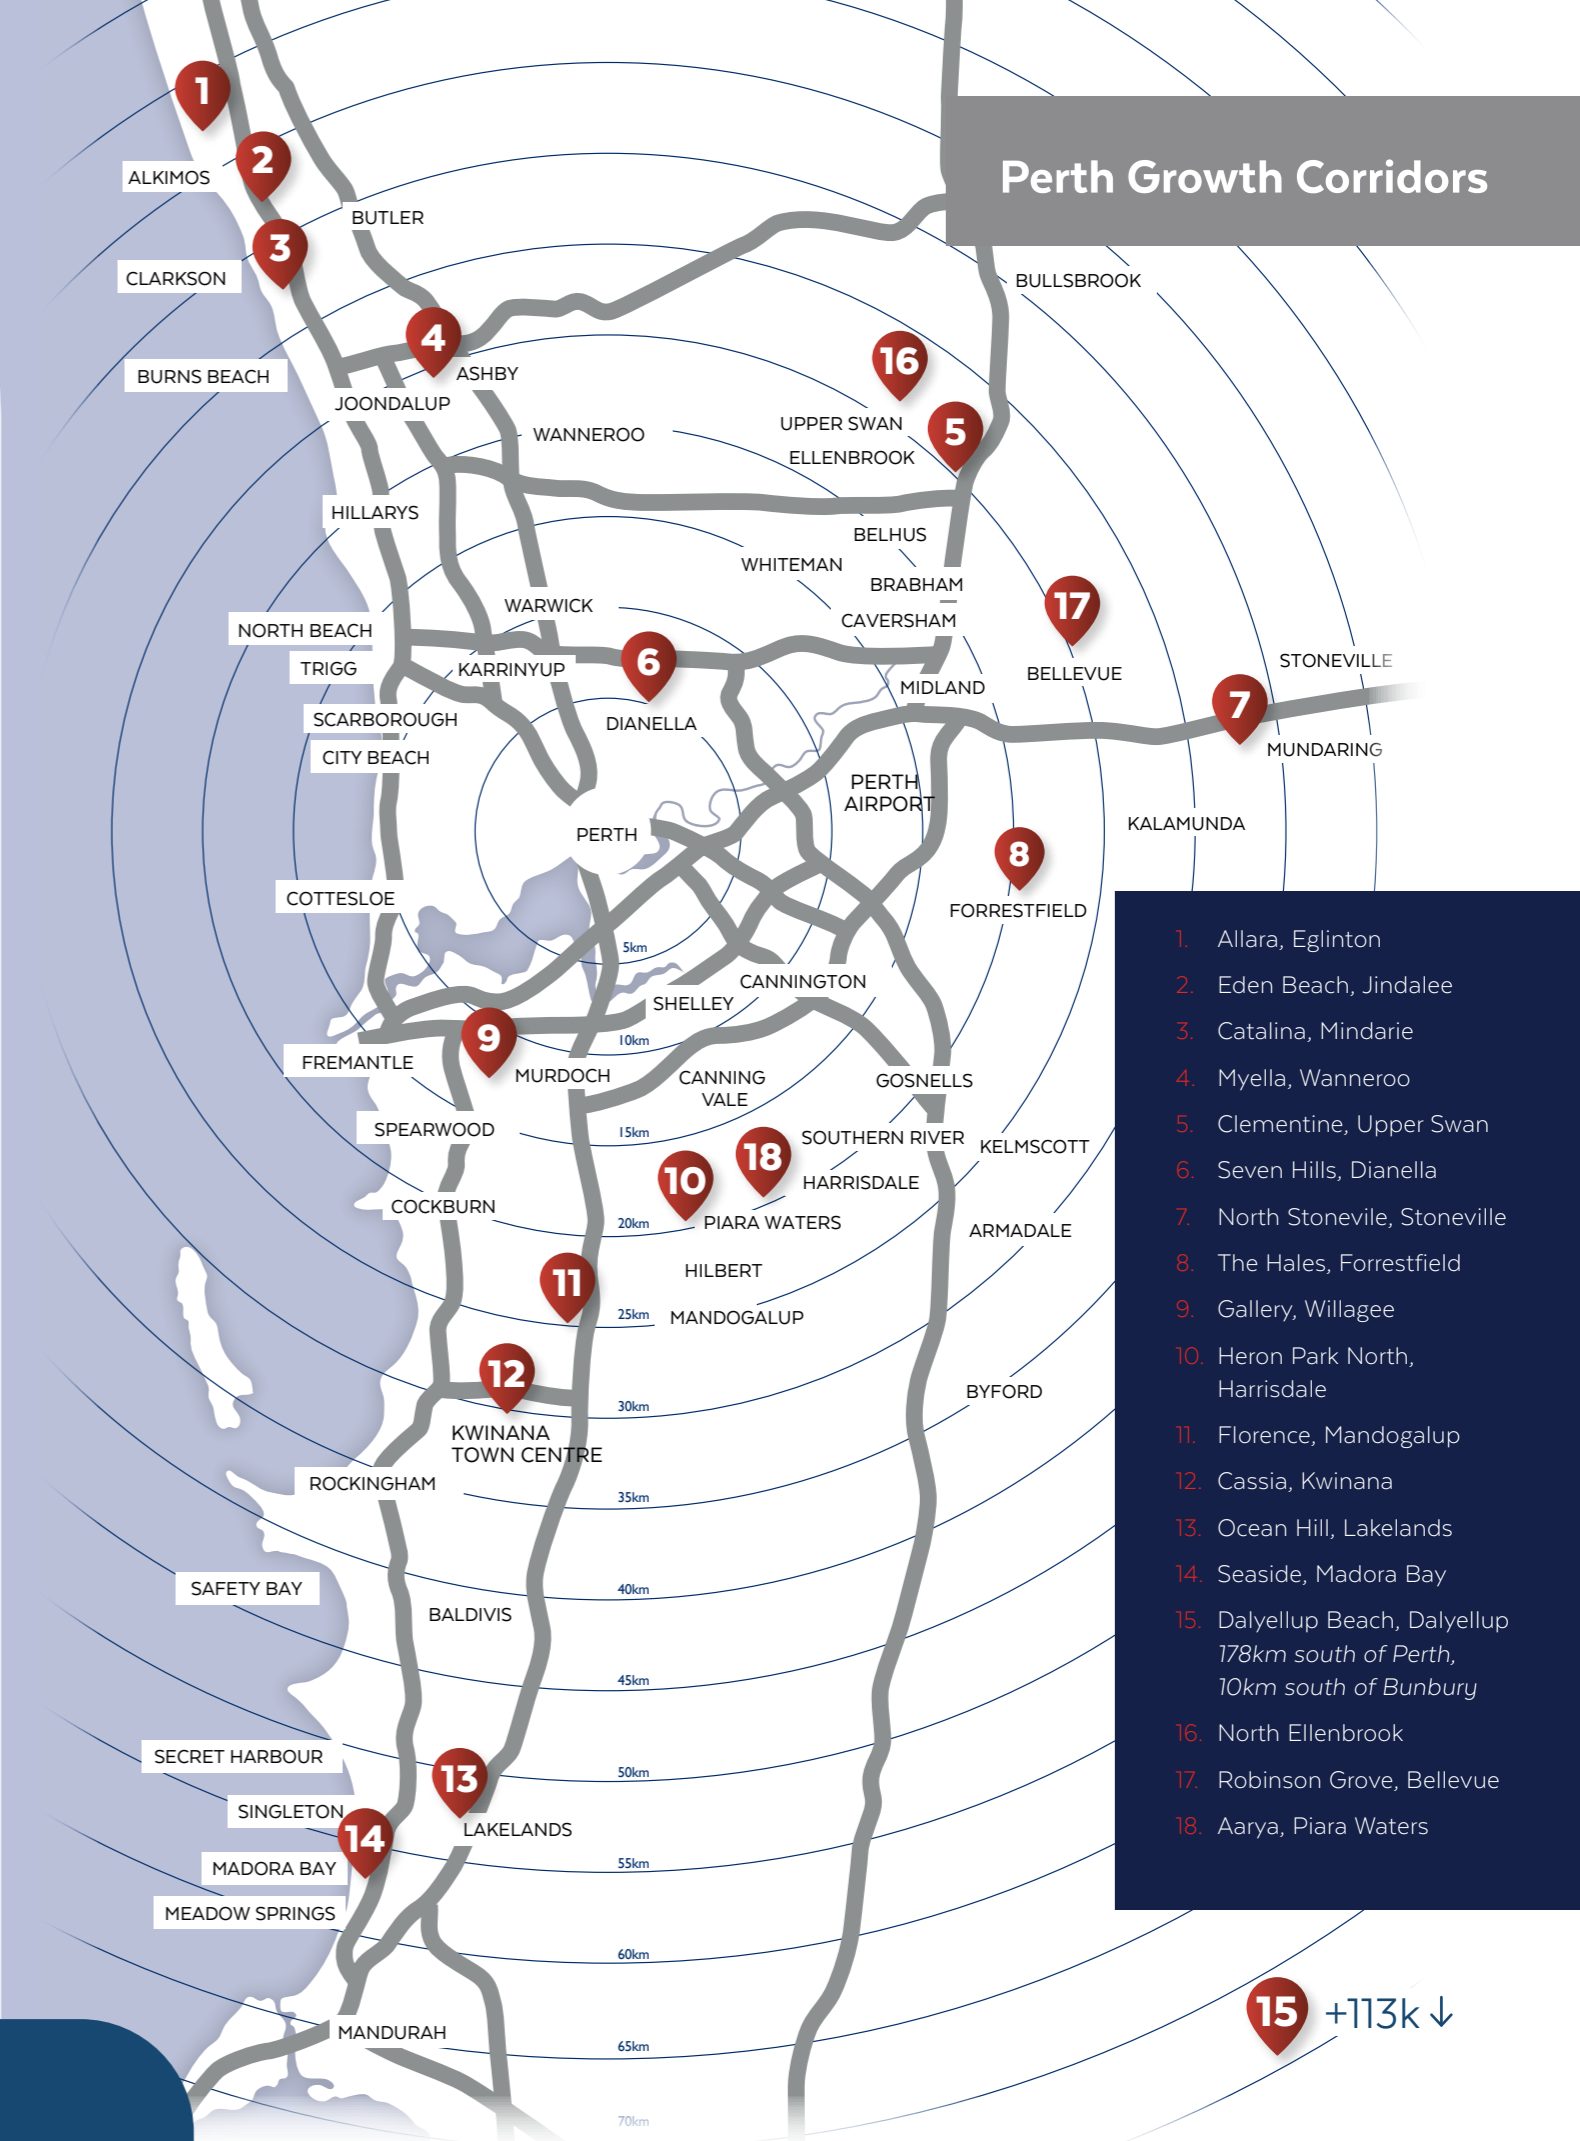 Perth Growth Corridors
1
2
ALKIMOS
BUTLER
3
CLARKSON
BULLSBROOK
4
16
BURNS BEACH
ASHBY
JOONDALUP
UPPER SWAN
5
WANNEROO
ELLENBROOK
HILLARYS
BELHUS
WHITEMAN
BRABHAM
17
WARWICK
CAVERSHAM
NORTH BEACH
6
STONEVILLE
TRIGG
KARRINYUP
BELLEVUE
MIDLAND
7
SCARBOROUGH
DIANELLA
MUNDARING
CITY BEACH
PERTH
AIRPORT
KALAMUNDA
PERTH
8
COTTESLOE
FORRESTFIELD
5km
CANNINGTON
SHELLEY
9
10km
FREMANTLE
MURDOCH
CANNING
VALE
GOSNELLS
SPEARWOOD
15km
SOUTHERN RIVER
KELMSCOTT
18
10
HARRISDALE
COCKBURN
20km
PIARA WATERS
ARMADALE
HILBERT
11
25km
MANDOGALUP
12
BYFORD
30km
KWINANA
TOWN CENTRE
ROCKINGHAM
35km
SAFETY BAY
40km
BALDIVIS
45km
SECRET HARBOUR
50km
13
SINGLETON
LAKELANDS
14
MADORA BAY
55km
MEADOW SPRINGS
60km
MANDURAH
65km
70km
1. Allara, Eglinton
2. Eden Beach, Jindalee
3. Catalina, Mindarie
4. Myella, Wanneroo
5. Clementine, Upper Swan
6. Seven Hills, Dianella
7. North Stonevile, Stoneville
8. The Hales, Forrestfield
9. Gallery, Willagee
10. Heron Park North,
Harrisdale
11. Florence, Mandogalup
12. Cassia, Kwinana
13. Ocean Hill, Lakelands
14. Seaside, Madora Bay
15. Dalyellup Beach, Dalyellup
178km south of Perth,
10km south of Bunbury
16. North Ellenbrook
17. Robinson Grove, Bellevue
18. Aarya, Piara Waters
15 +113k ↓